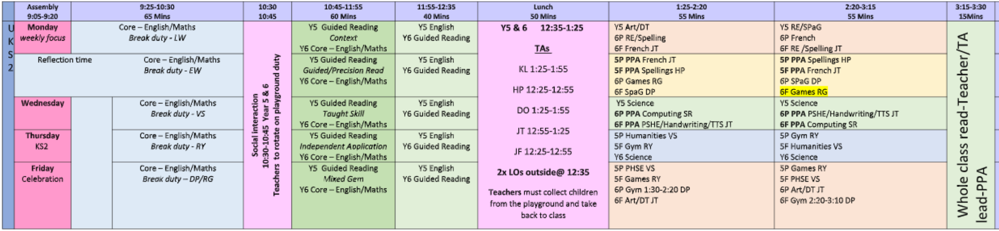 Assembly
9:05-9:20
9:25-10:30
65 Mins
10:30
10:45
10:45-11:55
60 Mins
11:55-12:35
40 Mins
Lunch
50 Mins
1:25-2:20
55 Mins
2:20-3:15
55 Mins
3:15-3:30
15Mins
U
K
S
2
Monday
weekly focus
Core – English/Maths
Break duty - LW
Social interaction
10:30-10:45 Year 5 & 6
Teachers to rotate on playground duty
Y5 Guided Reading
Context
Y6 Core – English/Maths
Y5 English
Y6 Guided Reading
Y5 & 6 12:35-1:25
TAs
KL 1:25-1:55
HP 12:25-12:55
DO 1:25-1:55
JT 12:55-1:25
JF 12:25-12:55
2x LOs outside@ 12:35
Teachers must collect children
from the playground and take
back to class
Y5 Art/DT
6P RE/Spelling
6F French JT
Y5 RE/SPaG
6P French
6F RE /Spelling JT
Whole class read-Teacher/TA
lead-PPA
Reflection time
Core – English/Maths
Break duty - EW
Y5 Guided Reading
Guided/Precision Read
Y6 Core – English/Maths
Y5 English
Y6 Guided Reading
5P PPA French JT
5F PPA Spellings HP
6P Games RG
6F SpaG DP
5P PPA Spellings HP
5F PPA French JT
6P SPaG DP
6F Games RG
Wednesday
Core – English/Maths
Break duty - VS
Y5 Guided Reading
Taught Skill
Y6 Core – English/Maths
Y5 English
Y6 Guided Reading
Y5 Science
6P PPA Computing SR
6F PPA PSHE/Handwriting/TTS JT
Y5 Science
6P PPA PSHE/Handwriting/TTS JT
6F PPA Computing SR
Thursday
KS2
Core – English/Maths
Break duty - RY
Y5 Guided Reading
Independent Application
Y6 Core – English/Maths
Y5 English
Y6 Guided Reading
5P Humanities VS
5F Gym RY
Y6 Science
5P Gym RY
5F Humanities VS
Y6 Science
Friday
Celebration
Core – English/Maths
Break duty – DP/RG
Y5 Guided Reading
Mixed Gem
Y6 Core – English/Maths
Y5 English
Y6 Guided Reading
5P PHSE VS
5F Games RY
6P Gym 1:30-2:20 DP
6F Art/DT JT
5P Games RY
5F PHSE VS
6P Art/DT JT
6F Gym 2:20-3:10 DP